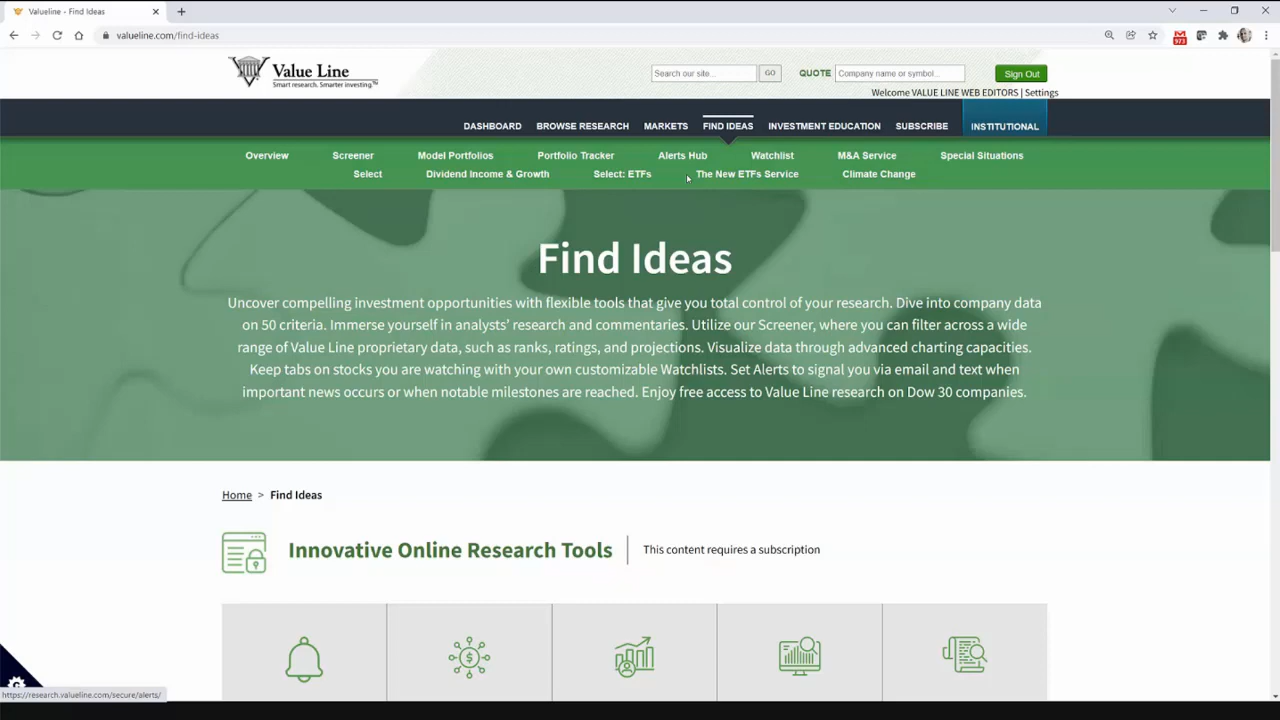 Valueline - Find Ideas
valueline.com/find-ideas
973
Value Line
Smart research. Smarter investing.™
Search our site...
GO
QUOTE
Company name or symbol...
Sign Out
Welcome VALUE LINE WEB EDITORS | Settings
DASHBOARD BROWSE RESEARCH MARKETS FIND IDEAS INVESTMENT EDUCATION SUBSCRIBE INSTITUTIONAL
Overview Screener Model Portfolios Portfolio Tracker Alerts Hub Watchlist M&A Service Special Situations
Select Dividend Income & Growth Select: ETFs The New ETFs Service Climate Change
Find Ideas
Uncover compelling investment opportunities with flexible tools that give you total control of your research. Dive into company data
on 50 criteria. Immerse yourself in analysts' research and commentaries. Utilize our Screener, where you can filter across a wide
range of Value Line proprietary data, such as ranks, ratings, and projections. Visualize data through advanced charting capacities.
Keep tabs on stocks you are watching with your own customizable Watchlists. Set Alerts to signal you via email and text when
important news occurs or when notable milestones are reached. Enjoy free access to Value Line research on Dow 30 companies.
Home > Find Ideas
Innovative Online Research Tools
This content requires a subscription
https://research.valueline.com/secure/alerts/